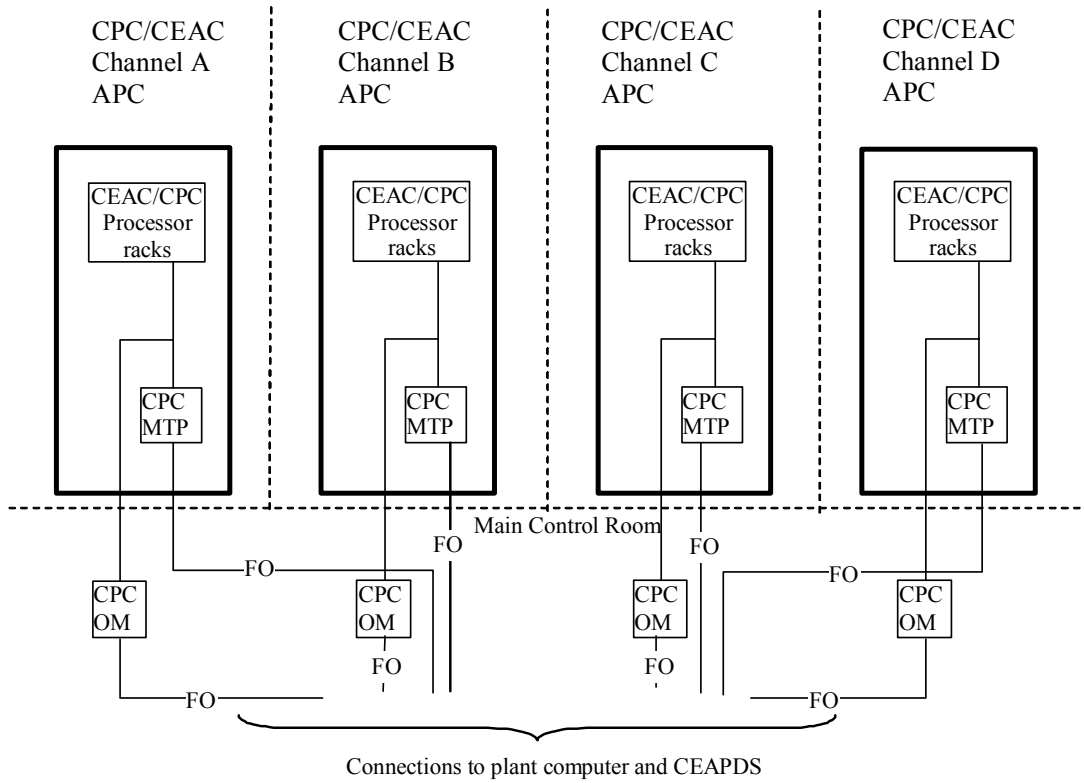 CPC/CEAC
Channel A
APC
CPC/CEAC
Channel B
APC
CPC/CEAC
Channel C
APC
CPC/CEAC
Channel D
APC
CEAC/CPC
Processor
racks
CEAC/CPC
Processor
racks
CEAC/CPC
Processor
racks
CEAC/CPC
Processor
racks
CPC
MTP
CPC
MTP
CPC
MTP
CPC
MTP
Main Control Room
FO
FO
FO
FO
CPC
OM
CPC
OM
CPC
OM
CPC
OM
FO
FO
FO
FO
Connections to plant computer and CEAPDS